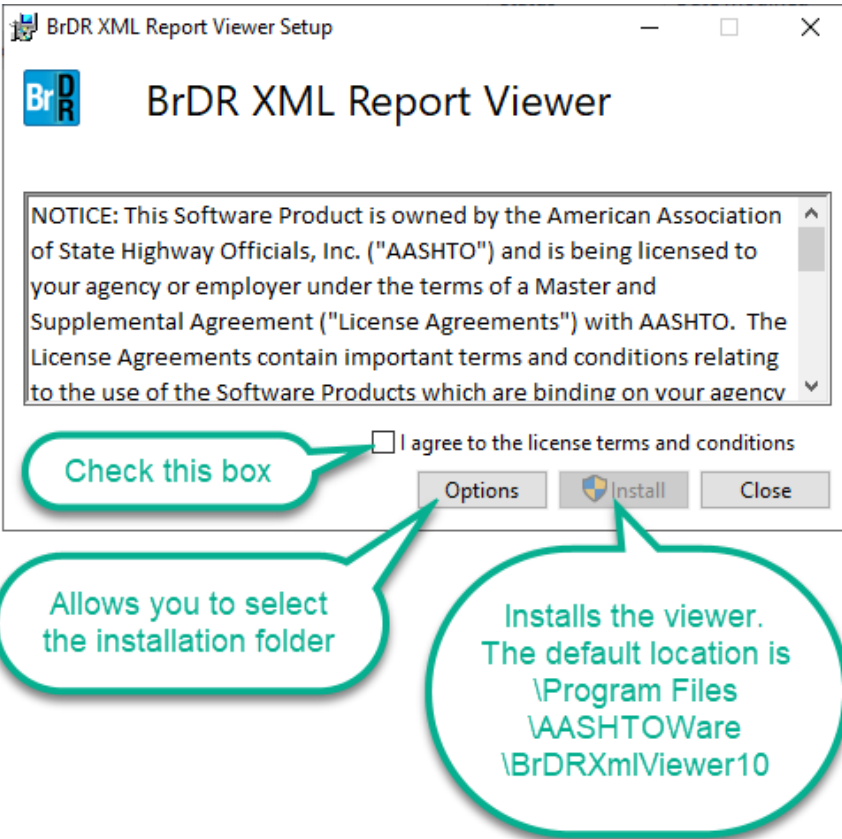 BrDR XML Report Viewer Setup
BrDR
BrDR XML Report Viewer
NOTICE: This Software Product is owned by the American Association
of State Highway Officials, Inc. ("AASHTO") and is being licensed to
your agency or employer under the terms of a Master and
Supplemental Agreement ("License Agreements") with AASHTO.  The
License Agreements contain important terms and conditions relating
to the use of the Software Products which are binding on your agency
I agree to the license terms and conditions
Check this box
Options
Install
Close
Allows you to select
the installation folder
Installs the viewer.
The default location is
\Program Files
\AASHTOWare
\BrDRXmlViewer10